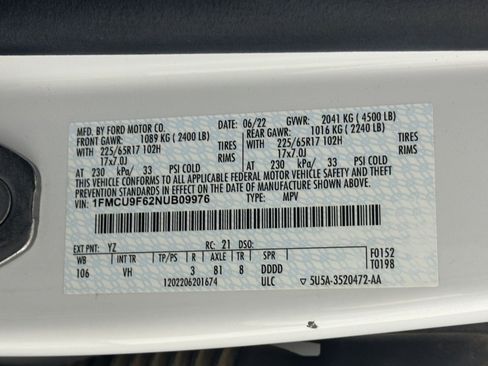 MFD. BY FORD MOTOR CO. 06/22 GVWR: 2041 KG (4500 LB)
FRONT GAWR: 1089 KG (2400 LB) REAR GAWR: 1016 KG (2240 LB)
WITH 225/65R17 102H TIRES WITH 225/65R17 102H TIRES
17x7.0J RIMS 17x7.0J RIMS
AT 230 kPa/ 33 PSI COLD AT 230 kPa/ 33 PSI COLD
THIS VEHICLE CONFORMS TO ALL APPLICABLE FEDERAL MOTOR VEHICLE SAFETY, BUMPER, AND THEFT
PREVENTION STANDARDS IN EFFECT ON THE DATE OF MANUFACTURE SHOWN ABOVE.
VIN: 1FMCU9F62NUB09976 TYPE: MPV
EXT PNT: YZ RC: 21 DSO:
WB INT TR TP/PS R AXLE TR SPR F0152
106 VH 3 81 8 DDDD T0198
1202206201674 ULC 5U5A-3520472-AA